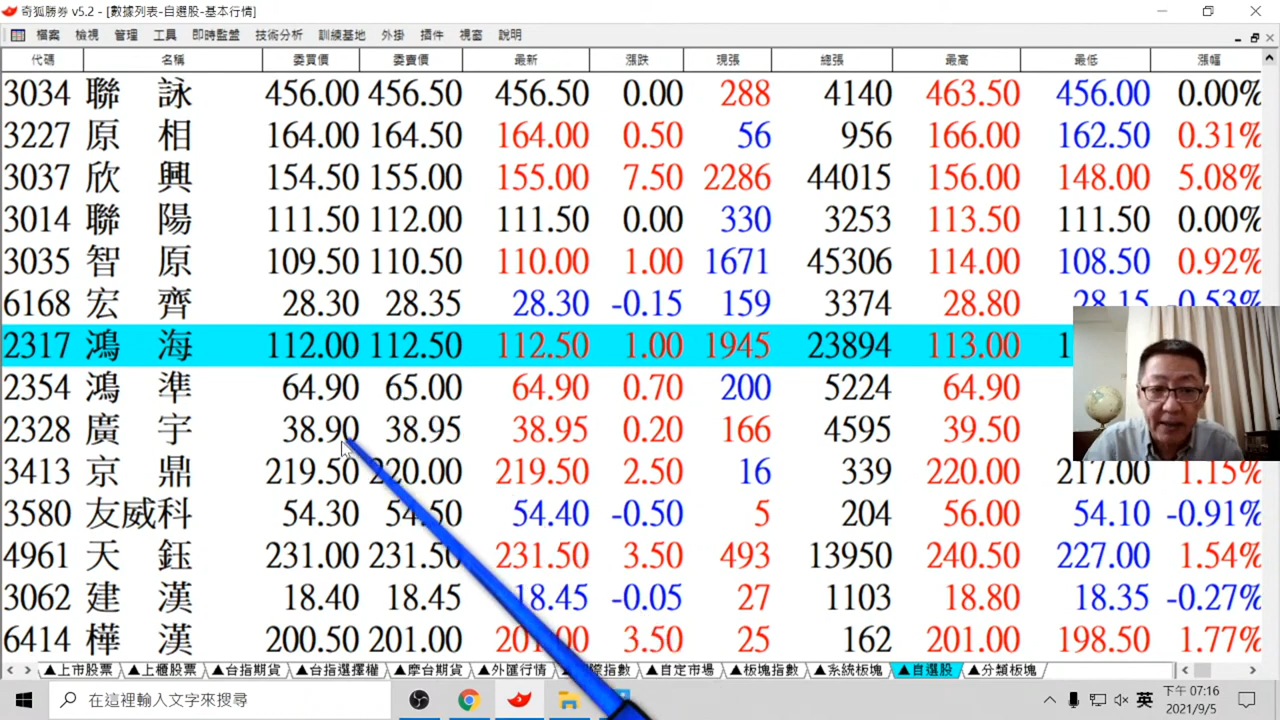 奇狐勝券 v5.2 - [數據列表-自選股-基本行情]
檔案 檢視 管理 工具 即時監盤 技術分析 訓練基地 外掛 插件 視窗 說明
代碼 名稱 委買價 委賣價 最新 漲跌 現張 總張 最高 最低 漲幅
3034 聯詠 456.00 456.50 456.50 0.00 288 4140 463.50 456.00 0.00%
3227 原相 164.00 164.50 164.00 0.50 56 956 166.00 162.50 0.31%
3037 欣興 154.50 155.00 155.00 7.50 2286 44015 156.00 148.00 5.08%
3014 聯陽 111.50 112.00 111.50 0.00 330 3253 113.50 111.50 0.00%
3035 智原 109.50 110.50 110.00 1.00 1671 45306 114.00 108.50 0.92%
6168 宏齊 28.30 28.35 28.30 -0.15 159 3374 28.80 28.15 -0.53%
2317 鴻海 112.00 112.50 112.50 1.00 1945 23894 113.00
2354 鴻準 64.90 65.00 64.90 0.70 200 5224 64.90
2328 廣宇 38.90 38.95 38.95 0.20 166 4595 39.50
3413 京鼎 219.50 220.00 219.50 2.50 16 339 220.00 217.00 1.15%
3580 友威科 54.30 54.50 54.40 -0.50 5 204 56.00 54.10 -0.91%
4961 天鈺 231.00 231.50 231.50 3.50 493 13950 240.50 227.00 1.54%
3062 建漢 18.40 18.45 18.45 -0.05 27 1103 18.80 18.35 -0.27%
6414 樺漢 200.50 201.00 201.00 3.50 25 162 201.00 198.50 1.77%
▲上市股票 ▲上櫃股票 ▲台指期貨 ▲台指選擇權 ▲摩台期貨 ▲外匯行情 指數 ▲自定市場 ▲板塊指數 ▲系統板塊 ▲自選股 ▲分類板塊
在這裡輸入文字來搜尋 英 下午 07:16
2021/9/5